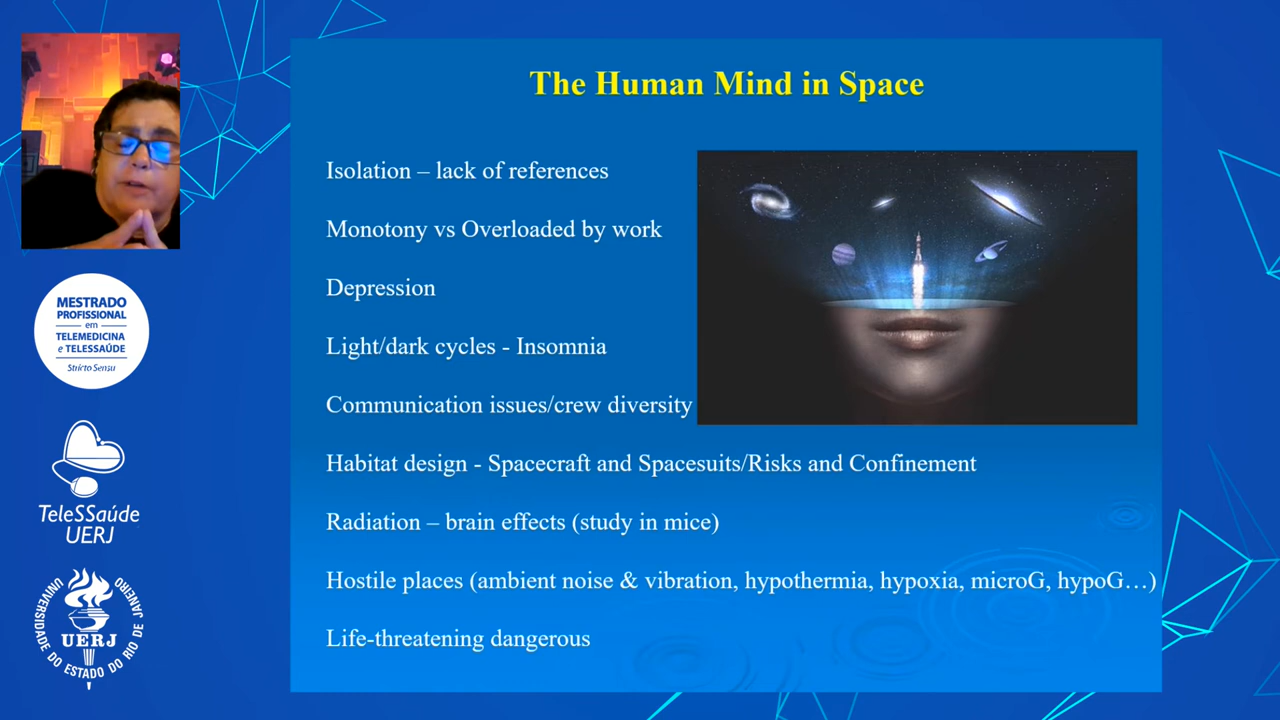 The Human Mind in Space
Isolation – lack of references
Monotony vs Overloaded by work
Depression
Light/dark cycles - Insomnia
Communication issues/crew diversity
Habitat design - Spacecraft and Spacesuits/Risks and Confinement
Radiation – brain effects (study in mice)
Hostile places (ambient noise & vibration, hypothermia, hypoxia, microG, hypoG…)
Life-threatening dangerous
MESTRADO
PROFISSIONAL
em
TELEMEDICINA
e TELESSAÚDE
Stricto Sensu
TeleSSaúde
UERJ
UERJ
UNIVERSIDADE DO ESTADO DO RIO DE JANEIRO